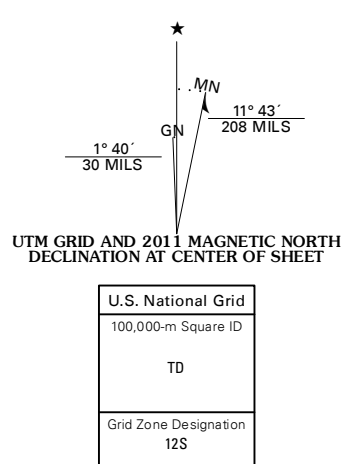 MN
GN
11° 43´
208 MILS
1° 40´
30 MILS
UTM GRID AND 2011 MAGNETIC NORTH
DECLINATION AT CENTER OF SHEET
U.S. National Grid
100,000-m Square ID
TD
Grid Zone Designation
12S